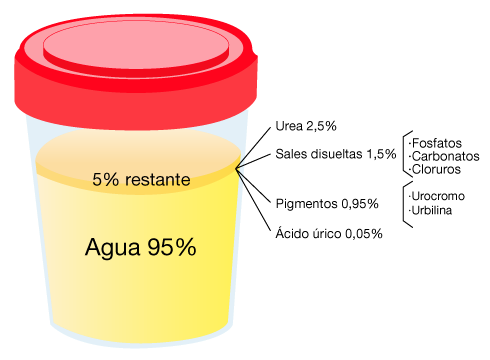 Urea 2,5%
Sales disueltas 1,5%
·Fosfatos
·Carbonatos
·Cloruros
5% restante
Pigmentos 0,95%
·Urocromo
·Urbilina
Ácido úrico 0,05%
Agua 95%